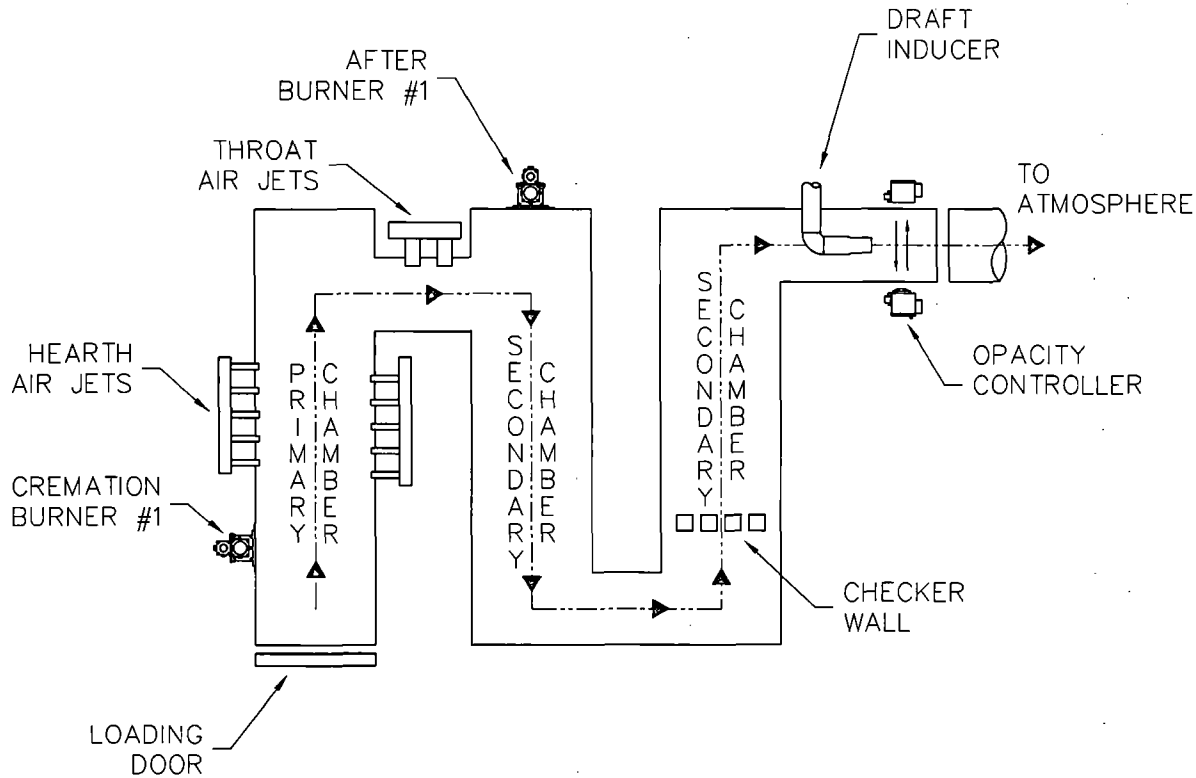 DRAFT
INDUCER
AFTER
BURNER #1
THROAT
AIR JETS
TO
ATMOSPHERE
HEARTH
AIR JETS
PRIMARY
CHAMBER
SECONDARY
CHAMBER
SECONDARY
CHAMBER
OPACITY
CONTROLLER
CREMATION
BURNER #1
CHECKER
WALL
LOADING
DOOR